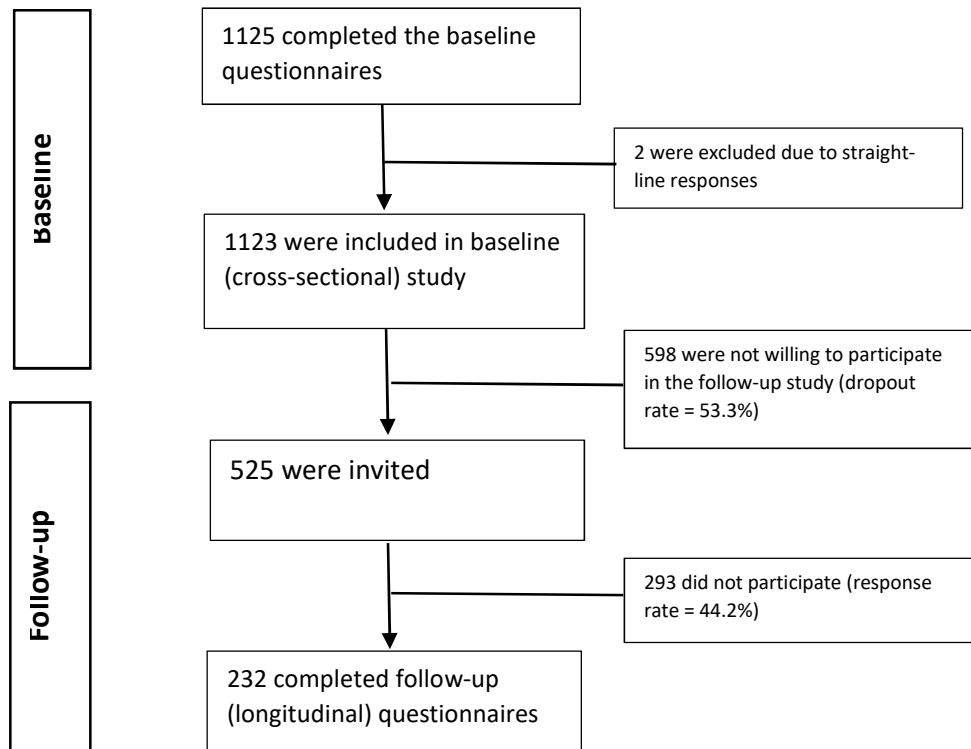 Baseline
1125 completed the baseline
questionnaires
2 were excluded due to straight-
line responses
1123 were included in baseline
(cross-sectional) study
598 were not willing to participate
in the follow-up study (dropout
rate = 53.3%)
Follow-up
525 were invited
293 did not participate (response
rate = 44.2%)
232 completed follow-up
(longitudinal) questionnaires